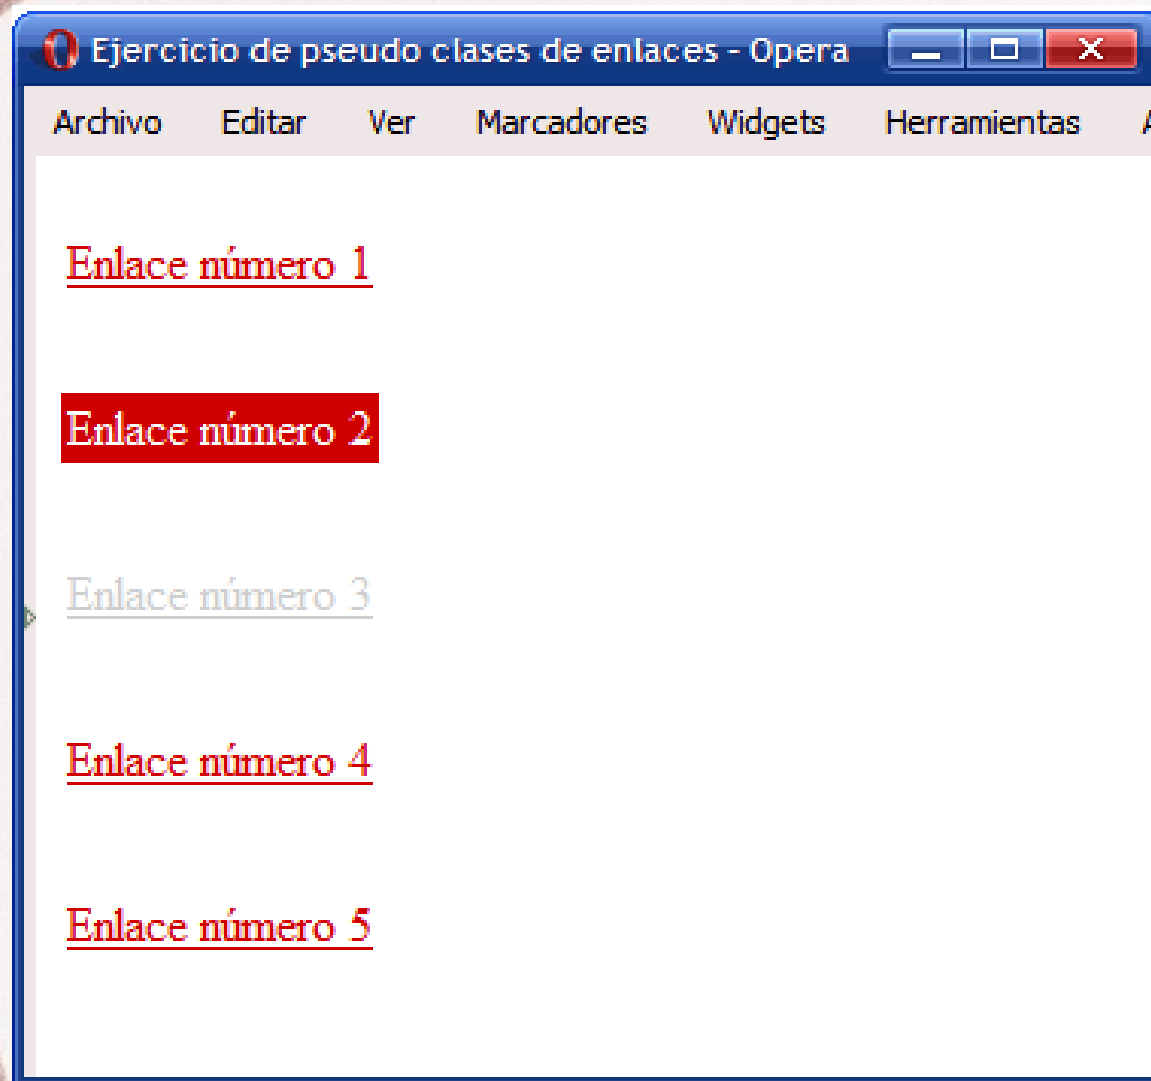 Ejercicio de pseudo clases de enlaces - Opera
Archivo Editar Ver Marcadores Widgets Herramientas
Enlace número 1
Enlace número 2
Enlace número 3
Enlace número 4
Enlace número 5